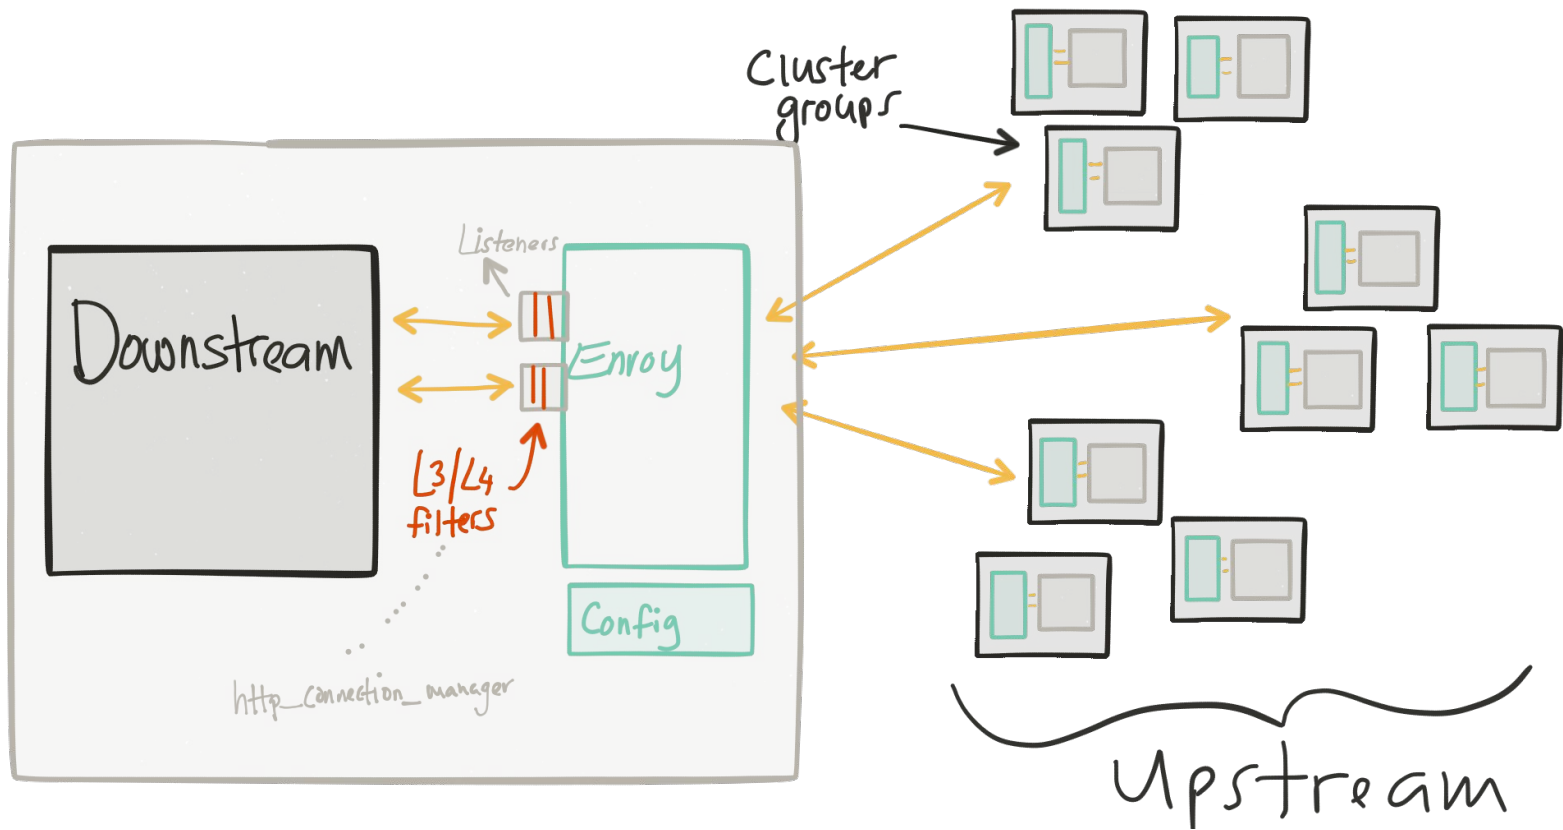 Cluster
groups
Listeners
Downstream
Envoy
L3/L4
filters
Config
http_connection_manager
Upstream